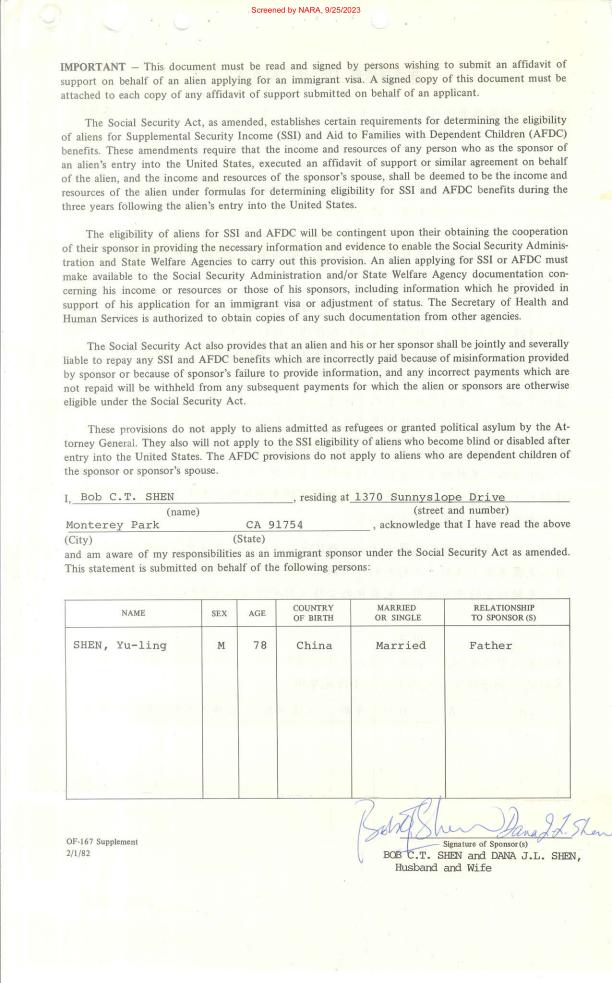 Screened by NARA, 9/25/2023
IMPORTANT — This document must be read and signed by persons wishing to submit an affidavit of
support on behalf of an alien applying for an immigrant visa. A signed copy of this document must be
attached to each copy of any affidavit of support submitted on behalf of an applicant.
The Social Security Act, as amended, establishes certain requirements for determining the eligibility
of aliens for Supplemental Security Income (SSI) and Aid to Families with Dependent Children (AFDC)
benefits. These amendments require that the income and resources of any person who as the sponsor of
an alien's entry into the United States, executed an affidavit of support or similar agreement on behalf
of the alien, and the income and resources of the sponsor's spouse, shall be deemed to be the income and
resources of the alien under formulas for determining eligibility for SSI and AFDC benefits during the
three years following the alien's entry into the United States.
The eligibility of aliens for SSI and AFDC will be contingent upon their obtaining the cooperation
of their sponsor in providing the necessary information and evidence to enable the Social Security Adminis-
tration and State Welfare Agencies to carry out this provision. An alien applying for SSI or AFDC must
make available to the Social Security Administration and/or State Welfare Agency documentation con-
cerning his income or resources or those of his sponsors, including information which he provided in
support of his application for an immigrant visa or adjustment of status. The Secretary of Health and
Human Services is authorized to obtain copies of any such documentation from other agencies.
The Social Security Act also provides that an alien and his or her sponsor shall be jointly and severally
liable to repay any SSI and AFDC benefits which are incorrectly paid because of misinformation provided
by sponsor or because of sponsor's failure to provide information, and any incorrect payments which are
not repaid will be withheld from any subsequent payments for which the alien or sponsors are otherwise
eligible under the Social Security Act.
These provisions do not apply to aliens admitted as refugees or granted political asylum by the At-
torney General. They also will not apply to the SSI eligibility of aliens who become blind or disabled after
entry into the United States. The AFDC provisions do not apply to aliens who are dependent children of
the sponsor or sponsor's spouse.
I, Bob C.T. SHEN, residing at 1370 Sunnyslope Drive
(name) (street and number)
Monterey Park CA 91754, acknowledge that I have read the above
(City) (State)
and am aware of my responsibilities as an immigrant sponsor under the Social Security Act as amended.
This statement is submitted on behalf of the following persons:
NAME SEX AGE COUNTRY OF BIRTH MARRIED OR SINGLE RELATIONSHIP TO SPONSOR (S)
SHEN, Yu-ling M 78 China Married Father
Bob C.T. Shen Dana J.L. Shen
Signature of Sponsor(s)
OF-167 Supplement
2/1/82
BOB C.T. SHEN and DANA J.L. SHEN,
Husband and Wife